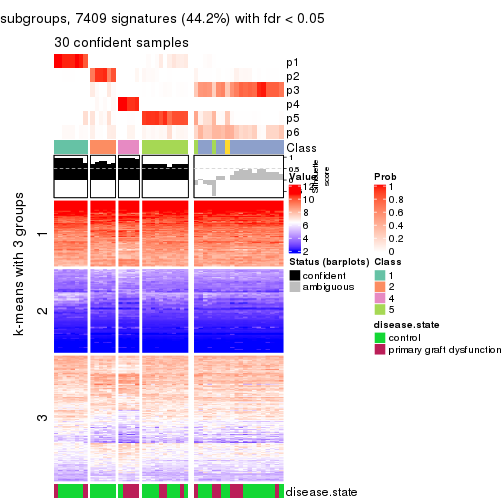 subgroups, 7409 signatures (44.2%) with fdr < 0.05
30 confident samples
p1
p2
p3
p4
p5
p6
Class
1
0.5
0
Silhouette
score
k-means with 3 groups
1
2
3
Value
12
10
8
6
4
2
Prob
1
0.8
0.6
0.4
0.2
0
Status (barplots)
confident
ambiguous
Class
1
2
4
5
disease.state
control
primary graft dysfunction
disease.state